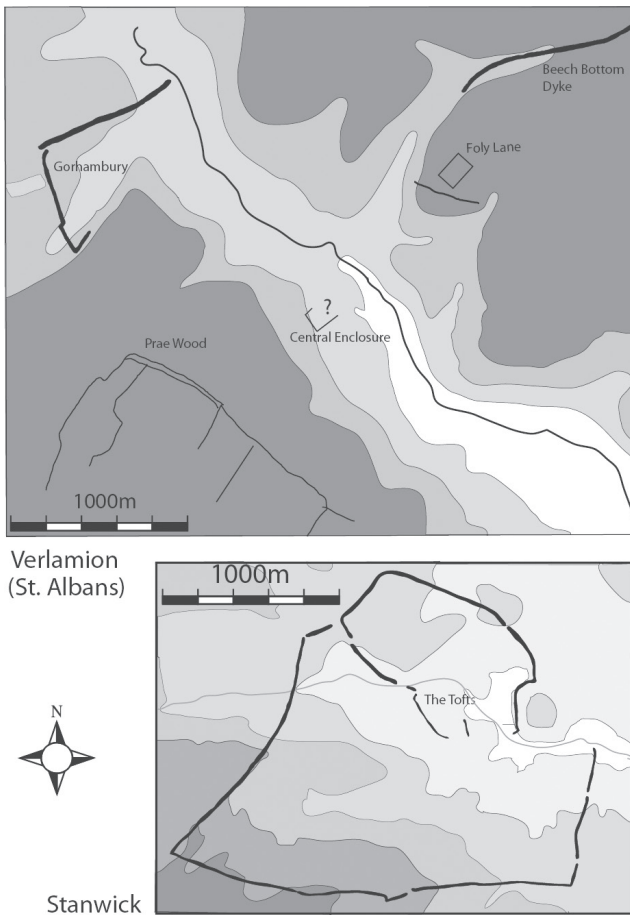 Beech Bottom
Dyke
Foly Lane
Gorhambury
?
Central Enclosure
Prae Wood
1000m
Verlamion
(St. Albans)
1000m
The Tofts
N
Stanwick